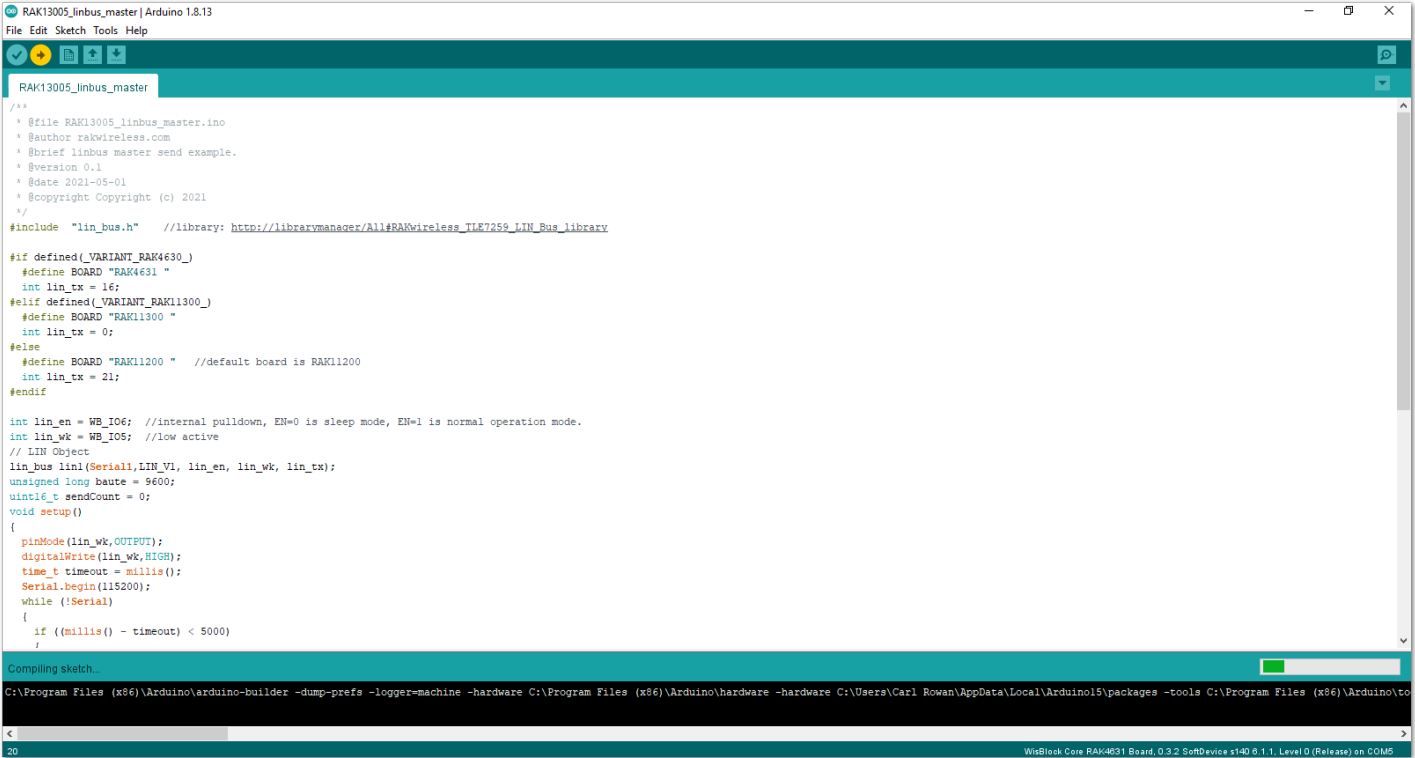 RAK13005_linbus_master | Arduino 1.8.13
File Edit Sketch Tools Help
RAK13005_linbus_master
/**
 * @file RAK13005_linbus_master.ino
 * @author rakwireless.com
 * @brief linbus master send example.
 * @version 0.1
 * @date 2021-05-01
 * @copyright Copyright (c) 2021
 */
#include  "lin_bus.h"    //library: http://librarymanager/All#RAKwireless_TLE7259_LIN_Bus_library
#if defined(_VARIANT_RAK4630_)
  #define BOARD "RAK4631 "
  int lin_tx = 16;
#elif defined(_VARIANT_RAK11300_)
  #define BOARD "RAK11300 "
  int lin_tx = 0;
#else
  #define BOARD "RAK11200 "   //default board is RAK11200
  int lin_tx = 21;
#endif
int lin_en = WB_IO6;  //internal pulldown, EN=0 is sleep mode, EN=1 is normal operation mode.
int lin_wk = WB_IO5;  //low active
// LIN Object
lin_bus lin1(Serial1,LIN_V1, lin_en, lin_wk, lin_tx);
unsigned long baute = 9600;
uint16_t sendCount = 0;
void setup()
{
  pinMode(lin_wk,OUTPUT);
  digitalWrite(lin_wk,HIGH);
  time_t timeout = millis();
  Serial.begin(115200);
  while (!Serial)
  {
    if ((millis() - timeout) < 5000)
    {
Compiling sketch...
C:\Program Files (x86)\Arduino\arduino-builder -dump-prefs -logger=machine -hardware C:\Program Files (x86)\Arduino\hardware -hardware C:\Users\Carl Rowan\AppData\Local\Arduino15\packages -tools C:\Program Files (x86)\Arduino\to
20
WisBlock Core RAK4631 Board, 0.3.2 SoftDevice s140 6.1.1, Level 0 (Release) on COM5